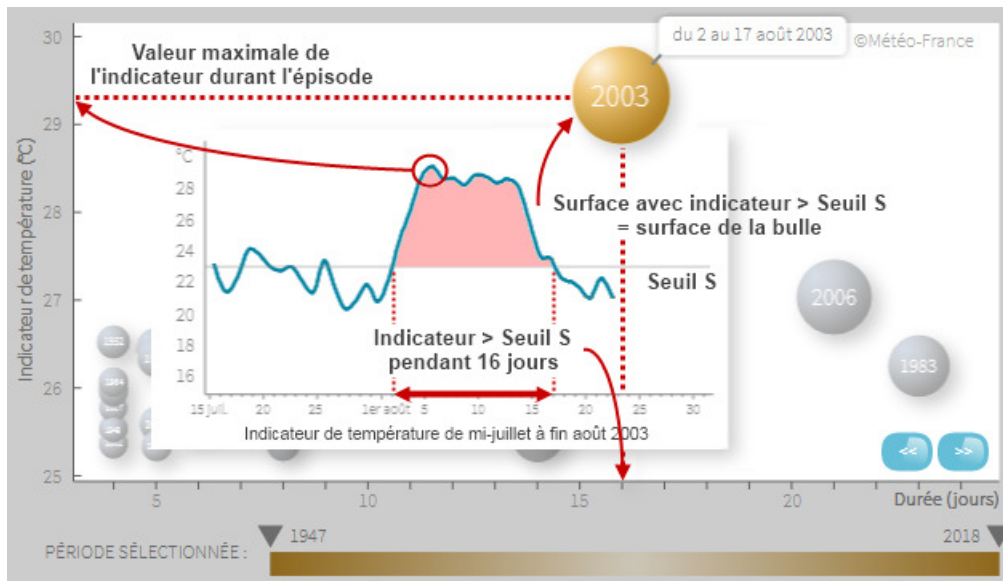 30
29
28
27
26
25
Indicateur de température (°C)
Valeur maximale de
l'indicateur durant l'épisode
du 2 au 17 août 2003
©Météo-France
2003
°C
28
26
24
22
20
18
16
Surface avec indicateur > Seuil S
= surface de la bulle
Seuil S
2006
1983
1952
1984
Indicateur > Seuil S
pendant 16 jours
15 juil.
20
25
1er août
5
10
15
20
25
30
Indicateur de température de mi-juillet à fin août 2003
<<
>>
5
10
15
20
Durée (jours)
PÉRIODE SÉLECTIONNÉE :
1947
2018